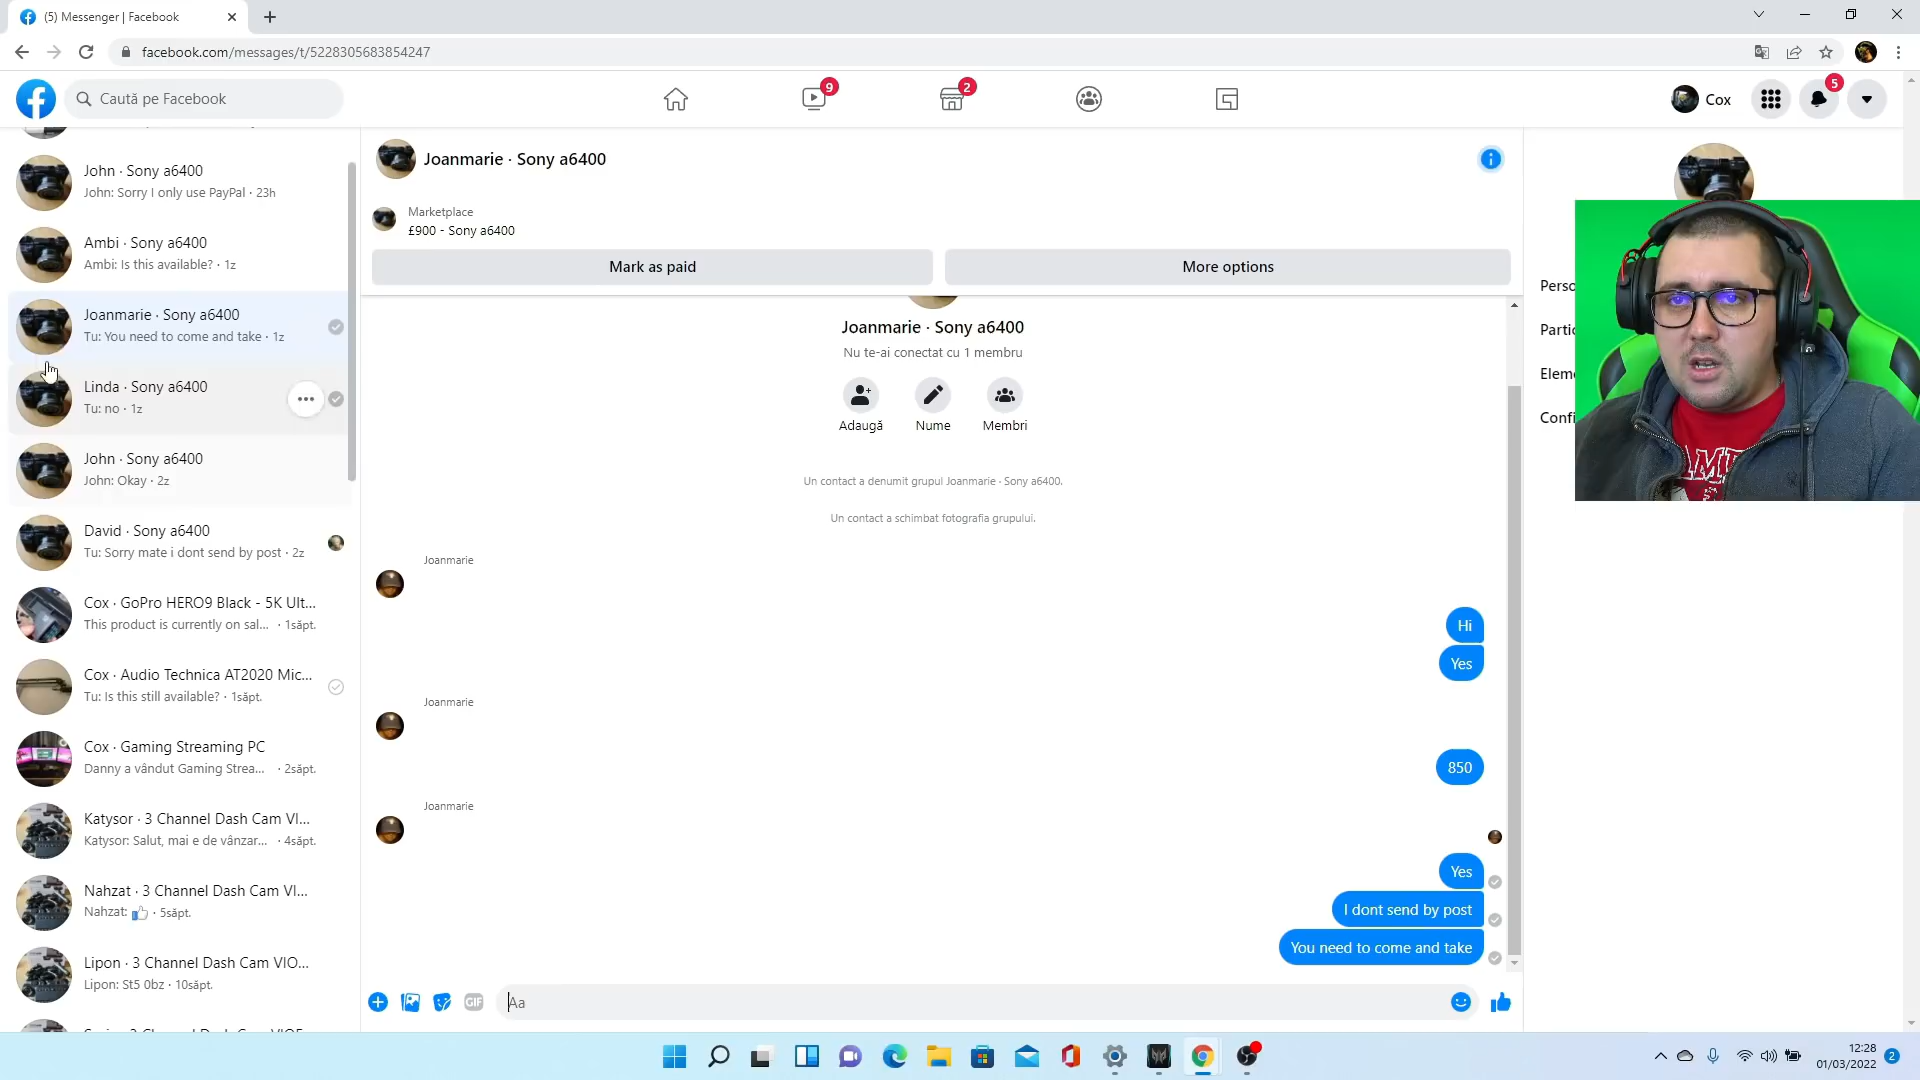 (5) Messenger | Facebook
facebook.com/messages/t/5228305683854247
Caută pe Facebook
9
2
Cox
5
John · Sony a6400
John: Sorry I only use PayPal · 23h
Ambi · Sony a6400
Ambi: Is this available? · 1z
Joanmarie · Sony a6400
Tu: You need to come and take · 1z
Linda · Sony a6400
Tu: no · 1z
John · Sony a6400
John: Okay · 2z
David · Sony a6400
Tu: Sorry mate i dont send by post · 2z
Cox · GoPro HERO9 Black - 5K Ult...
This product is currently on sal... · 1săpt.
Cox · Audio Technica AT2020 Mic...
Tu: Is this still available? · 1săpt.
Cox · Gaming Streaming PC
Danny a vândut Gaming Strea... · 2săpt.
Katysor · 3 Channel Dash Cam VI...
Katysor: Salut, mai e de vânzar... · 4săpt.
Nahzat · 3 Channel Dash Cam VI...
Nahzat: 👍 · 5săpt.
Lipon · 3 Channel Dash Cam VIO...
Lipon: St5 0bz · 10săpt.
Joanmarie · Sony a6400
Marketplace
£900 - Sony a6400
Mark as paid
More options
Joanmarie · Sony a6400
Nu te-ai conectat cu 1 membru
Adaugă
Nume
Membri
Un contact a denumit grupul Joanmarie · Sony a6400.
Un contact a schimbat fotografia grupului.
Joanmarie
Hi
Yes
Joanmarie
850
Joanmarie
Yes
I dont send by post
You need to come and take
GIF
Aa
Perso
Partic
Elem
Confi
12:28
01/03/2022
2